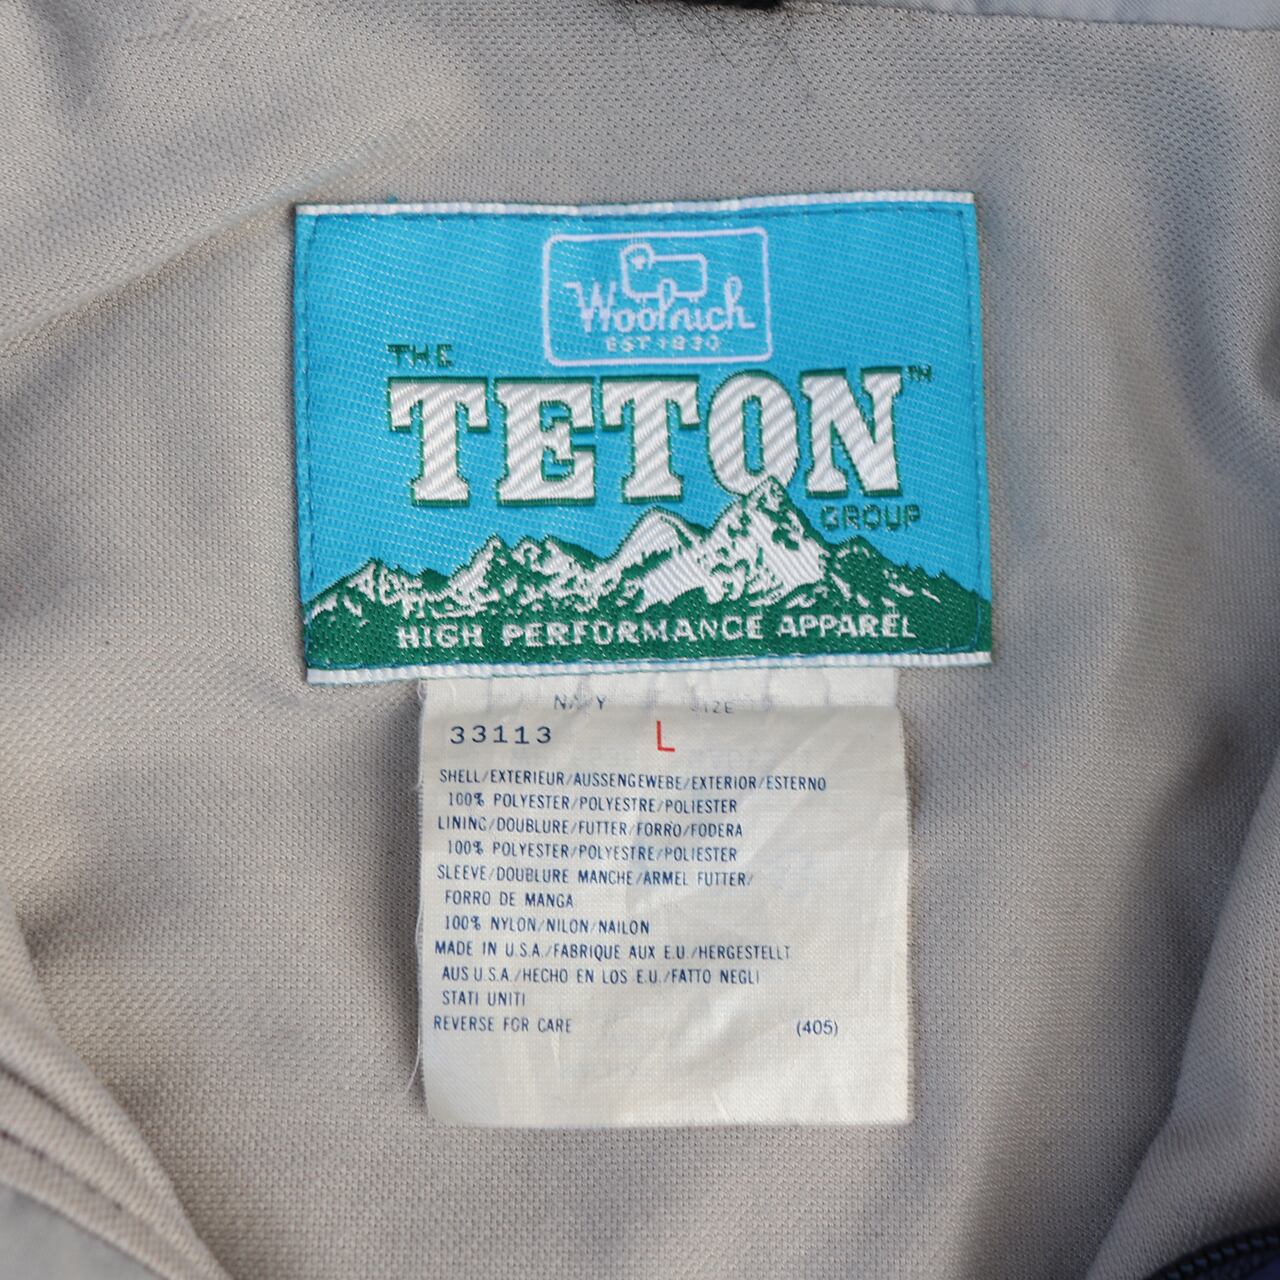 Woolrich
EST 1830
THE
TETON™
GROUP
HIGH PERFORMANCE APPAREL
NAVY SIZE
33113 L
SHELL/EXTERIEUR/AUSSENGEWEBE/EXTERIOR/ESTERNO
100% POLYESTER/POLYESTRE/POLIESTER
LINING/DOUBLURE/FUTTER/FORRO/FODERA
100% POLYESTER/POLYESTRE/POLIESTER
SLEEVE/DOUBLURE MANCHE/ARMEL FUTTER/
FORRO DE MANGA
100% NYLON/NILON/NAILON
MADE IN U.S.A./FABRIQUE AUX E.U./HERGESTELLT
AUS U.S.A./HECHO EN LOS E.U./FATTO NEGLI
STATI UNITI
REVERSE FOR CARE (405)